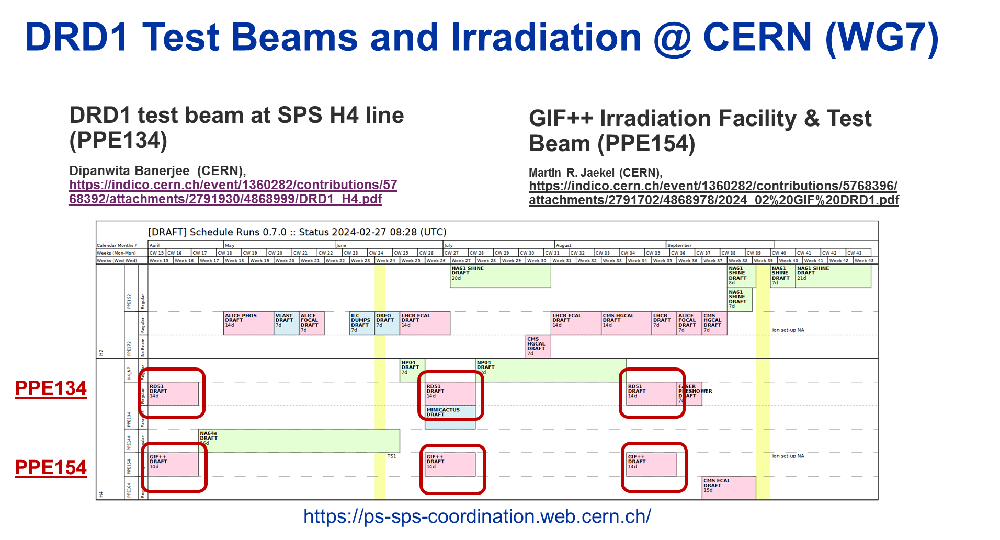 DRD1 Test Beams and Irradiation @ CERN (WG7)
DRD1 test beam at SPS H4 line
(PPE134)
Dipanwita Banerjee (CERN),
https://indico.cern.ch/event/1360282/contributions/57
68392/attachments/2791930/4868999/DRD1_H4.pdf
GIF++ Irradiation Facility & Test
Beam (PPE154)
Martin R. Jaekel (CERN),
https://indico.cern.ch/event/1360282/contributions/5768396/
attachments/2791702/4868978/2024_02%20GIF%20DRD1.pdf
[DRAFT] Schedule Runs 0.7.0 :: Status 2024-02-27 08:28 (UTC)
Calendar Months / April May June July August September
Weeks (Mon-Mon) CW 15 CW 16 CW 17 CW 18 CW 19 CW 20 CW 21 CW 22 CW 23 CW 24 CW 25 CW 26 CW 27 CW 28 CW 29 CW 30 CW 31 CW 32 CW 33 CW 34 CW 35 CW 36 CW 37 CW 38 CW 39 CW 40 CW 41 CW 42 CW 43
Weeks (Wed-Wed) Week 15 Week 16 Week 17 Week 18 Week 19 Week 20 Week 21 Week 22 Week 23 Week 24 Week 25 Week 26 Week 27 Week 28 Week 29 Week 30 Week 31 Week 32 Week 33 Week 34 Week 35 Week 36 Week 37 Week 38 Week 39 Week 40 Week 41 Week 42 Week 43
H2
PPE152
Regular
NA61 SHINE
DRAFT
28d
NA61
SHINE
DRAFT
8d
NA61
SHINE
DRAFT
7d
NA61 SHINE
DRAFT
21d
NA61
SHINE
DRAFT
7d
PPE172
Regular
ALICE PHOS
DRAFT
14d
VLAST
DRAFT
7d
ALICE
FOCAL
DRAFT
7d
ILC
DUMPS
DRAFT
7d
OREO
DRAFT
7d
LHCB ECAL
DRAFT
14d
LHCB ECAL
DRAFT
14d
CMS HGCAL
DRAFT
14d
LHCB
DRAFT
7d
ALICE
FOCAL
DRAFT
7d
CMS
HGCAL
DRAFT
7d
ion set-up NA
No Beam
CMS
HGCAL
DRAFT
7d
H4
H4_NP
Regular
NP04
DRAFT
7d
NP04
DRAFT
PPE134
PPE134
Regular
RD51
DRAFT
14d
RD51
DRAFT
14d
RD51
DRAFT
14d
FASER
PRESHOWER
DRAFT
MINICACTUS
DRAFT
PPE144
NA64e
DRAFT
PPE154
PPE154
GIF++
DRAFT
14d
TS1
GIF++
DRAFT
14d
GIF++
DRAFT
14d
ion set-up NA
PPE164
CMS ECAL
DRAFT
15d
https://ps-sps-coordination.web.cern.ch/